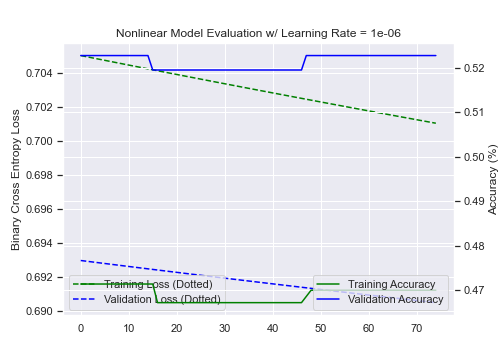 Nonlinear Model Evaluation w/ Learning Rate = 1e-06
Binary Cross Entropy Loss
0.704
0.702
0.700
0.698
0.696
0.694
0.692
0.690
0.52
0.51
0.50
0.49
0.48
0.47
Accuracy (%)
Training Loss (Dotted)
Validation Loss (Dotted)
Training Accuracy
Validation Accuracy
0 10 20 30 40 50 60 70